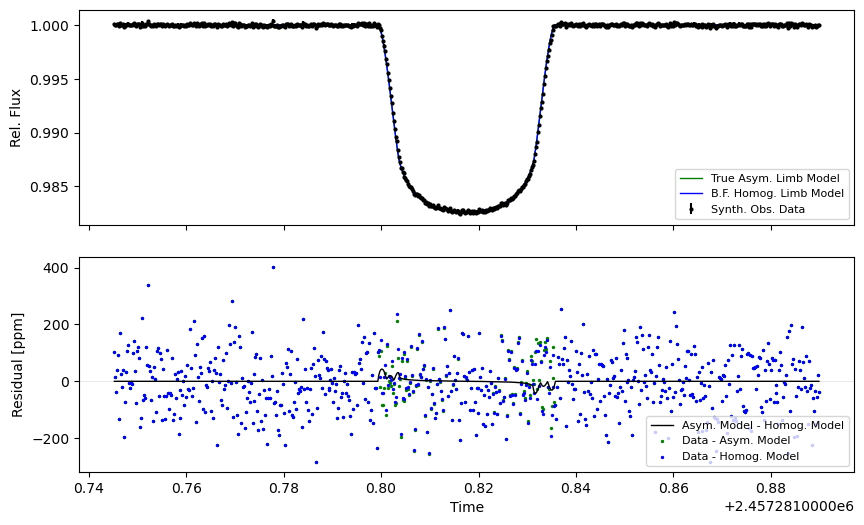 1.000
0.995
0.990
0.985
Rel. Flux
True Asym. Limb Model
B.F. Homog. Limb Model
Synth. Obs. Data
400
200
0
−200
Residual [ppm]
Asym. Model - Homog. Model
Data - Asym. Model
Data - Homog. Model
0.74 0.76 0.78 0.80 0.82 0.84 0.86 0.88
Time
+2.4572810000e6